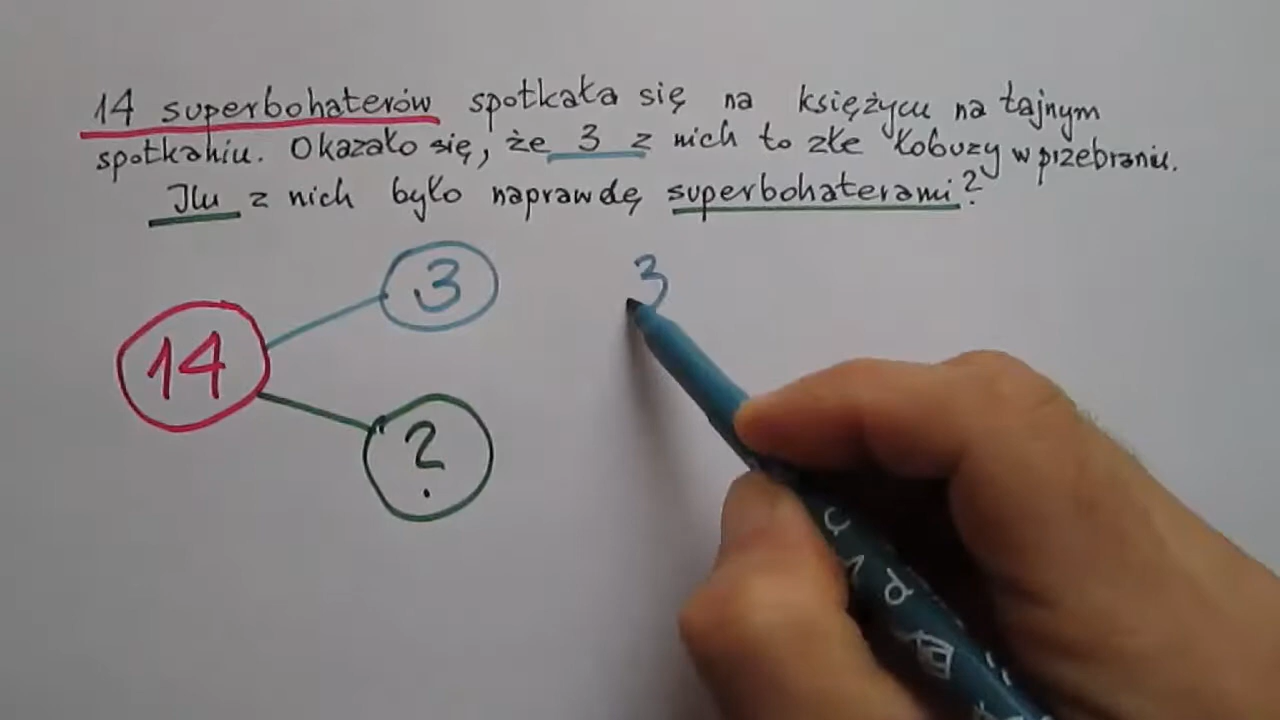 14 superbohaterów spotkała się na księżycu na tajnym
spotkaniu. Okazało się, że 3 z nich to złe łobuzy w przebraniu.
Ilu z nich było naprawdę superbohaterami?
3
3
14
?